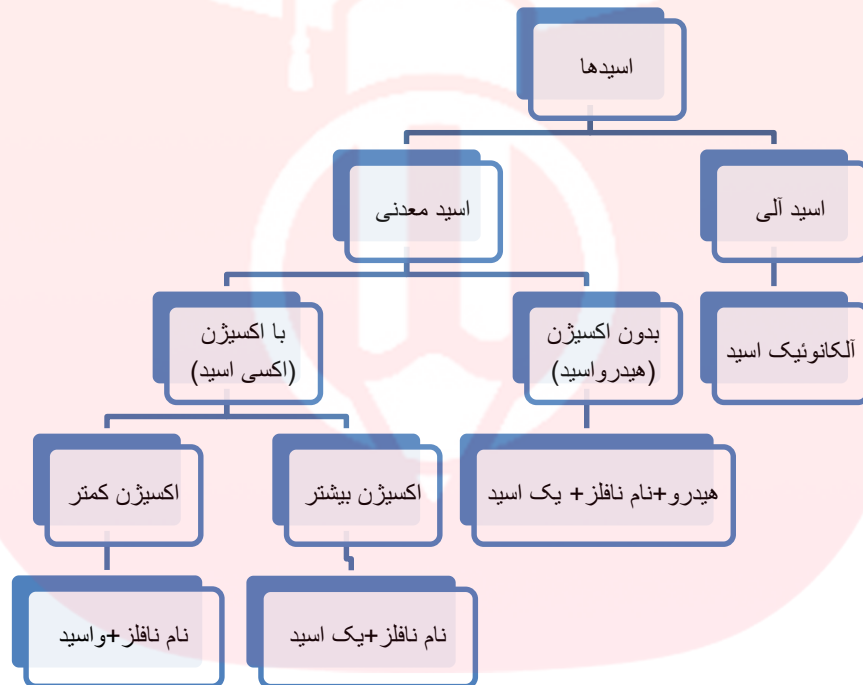 اسیدها
اسید آلی
اسید معدنی
آلکانوئیک اسید
بدون اکسیژن
(هیدرواسید)
با اکسیژن
(اکسی اسید)
هیدرو+نام نافلز+ یک اسید
اکسیژن بیشتر
اکسیژن کمتر
نام نافلز+یک اسید
نام نافلز+واسید